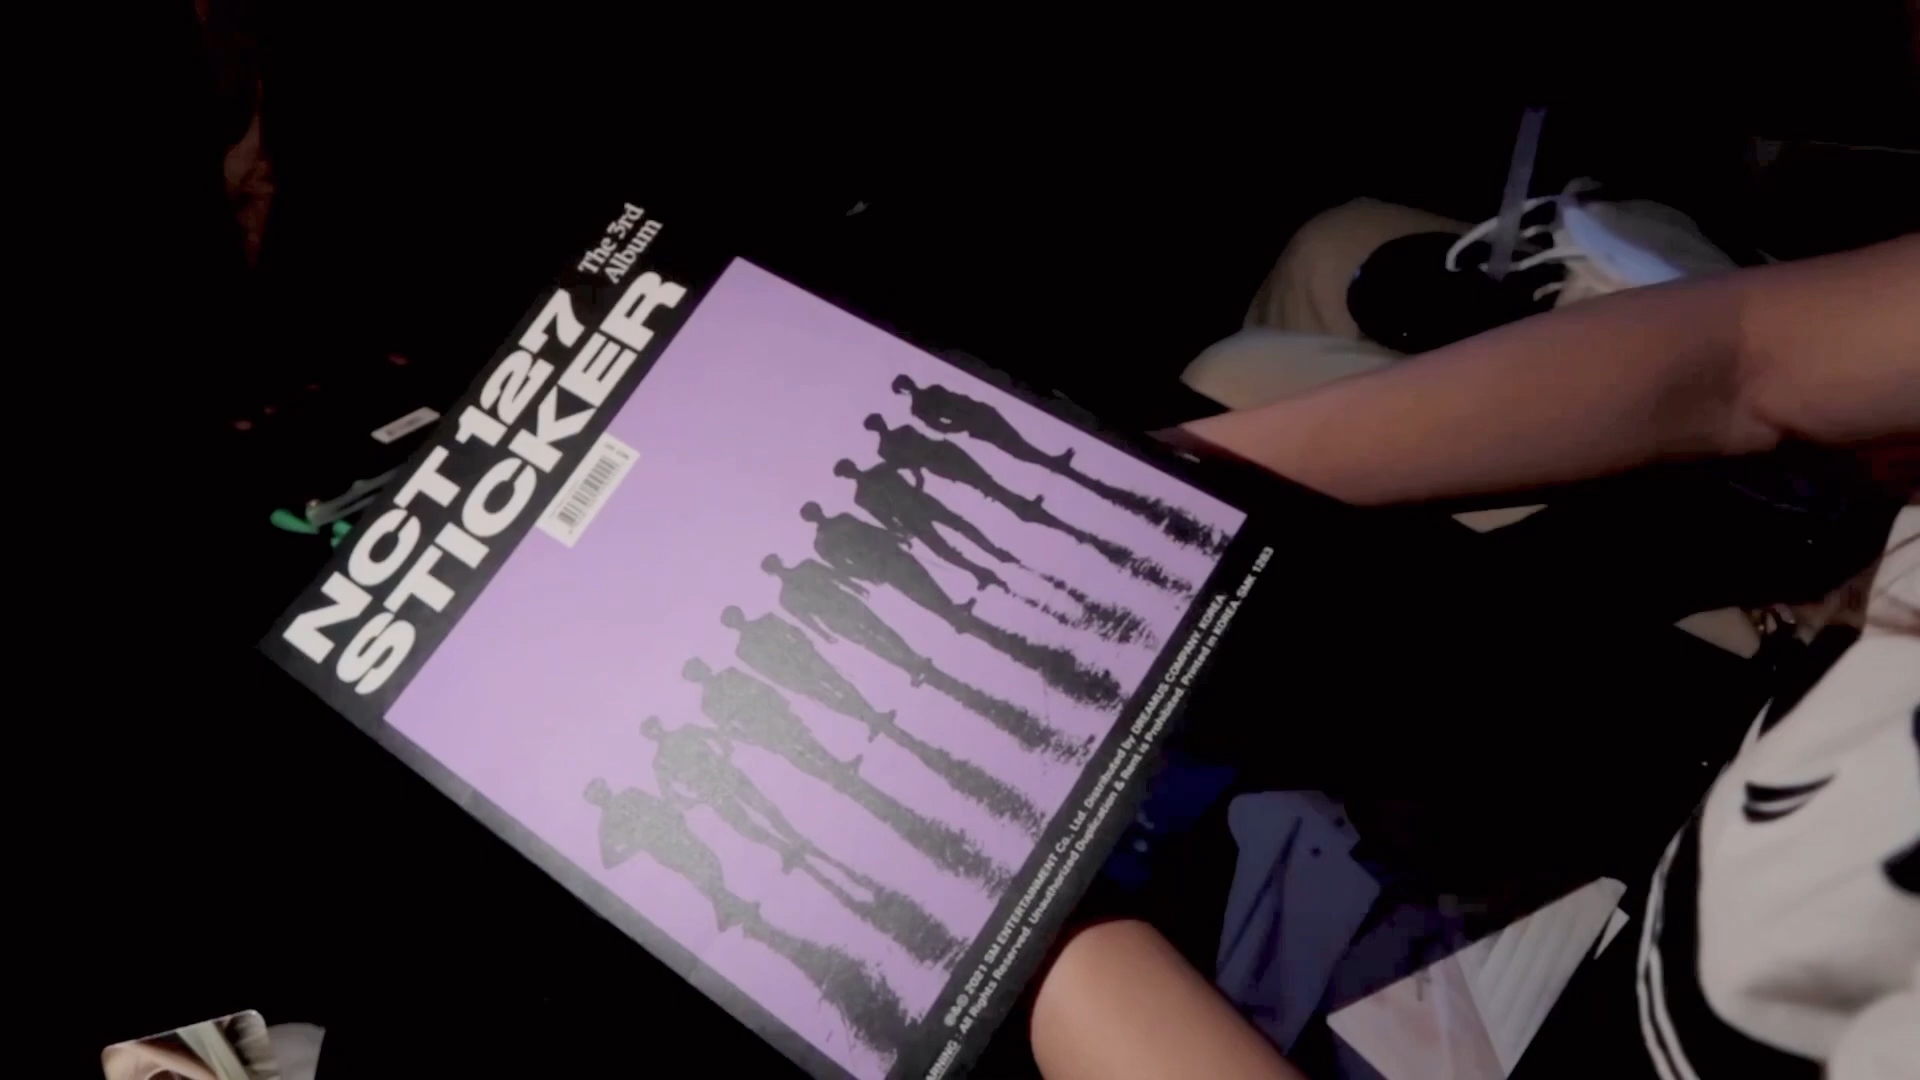 The 3rd
Album
NCT 127
STICKER
℗&© 2021 SM ENTERTAINMENT Co., Ltd. Distributed by DREAMUS COMPANY. KOREA.
: All Rights Reserved. Unauthorized Duplication & Rent is Prohibited. Printed in KOREA. SMK 1283